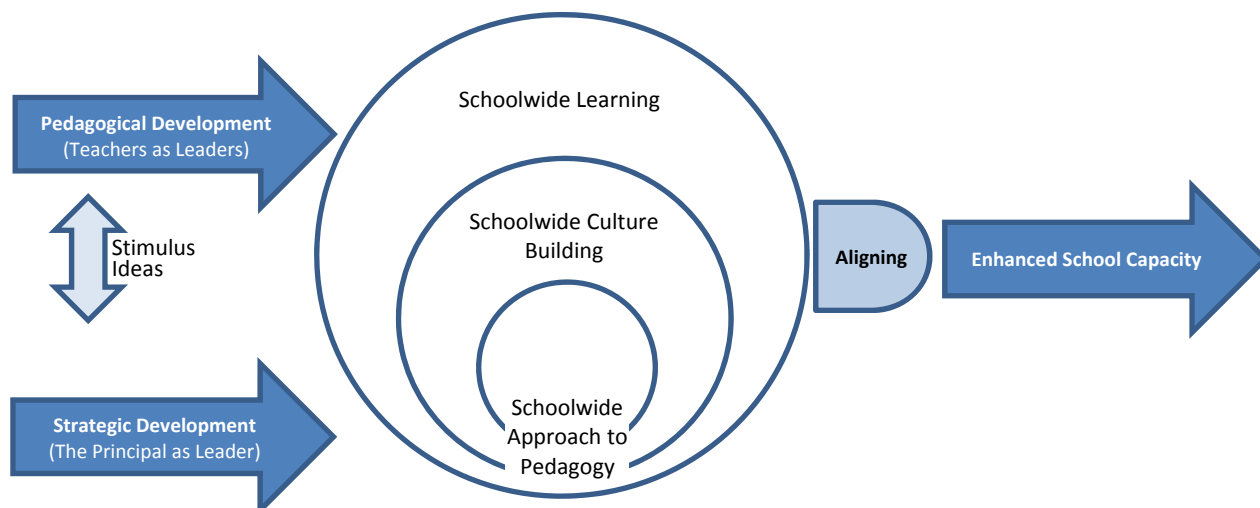 Pedagogical Development
(Teachers as Leaders)
Stimulus
Ideas
Strategic Development
(The Principal as Leader)
Schoolwide Learning
Schoolwide Culture
Building
Schoolwide
Approach to
Pedagogy
Aligning
Enhanced School Capacity